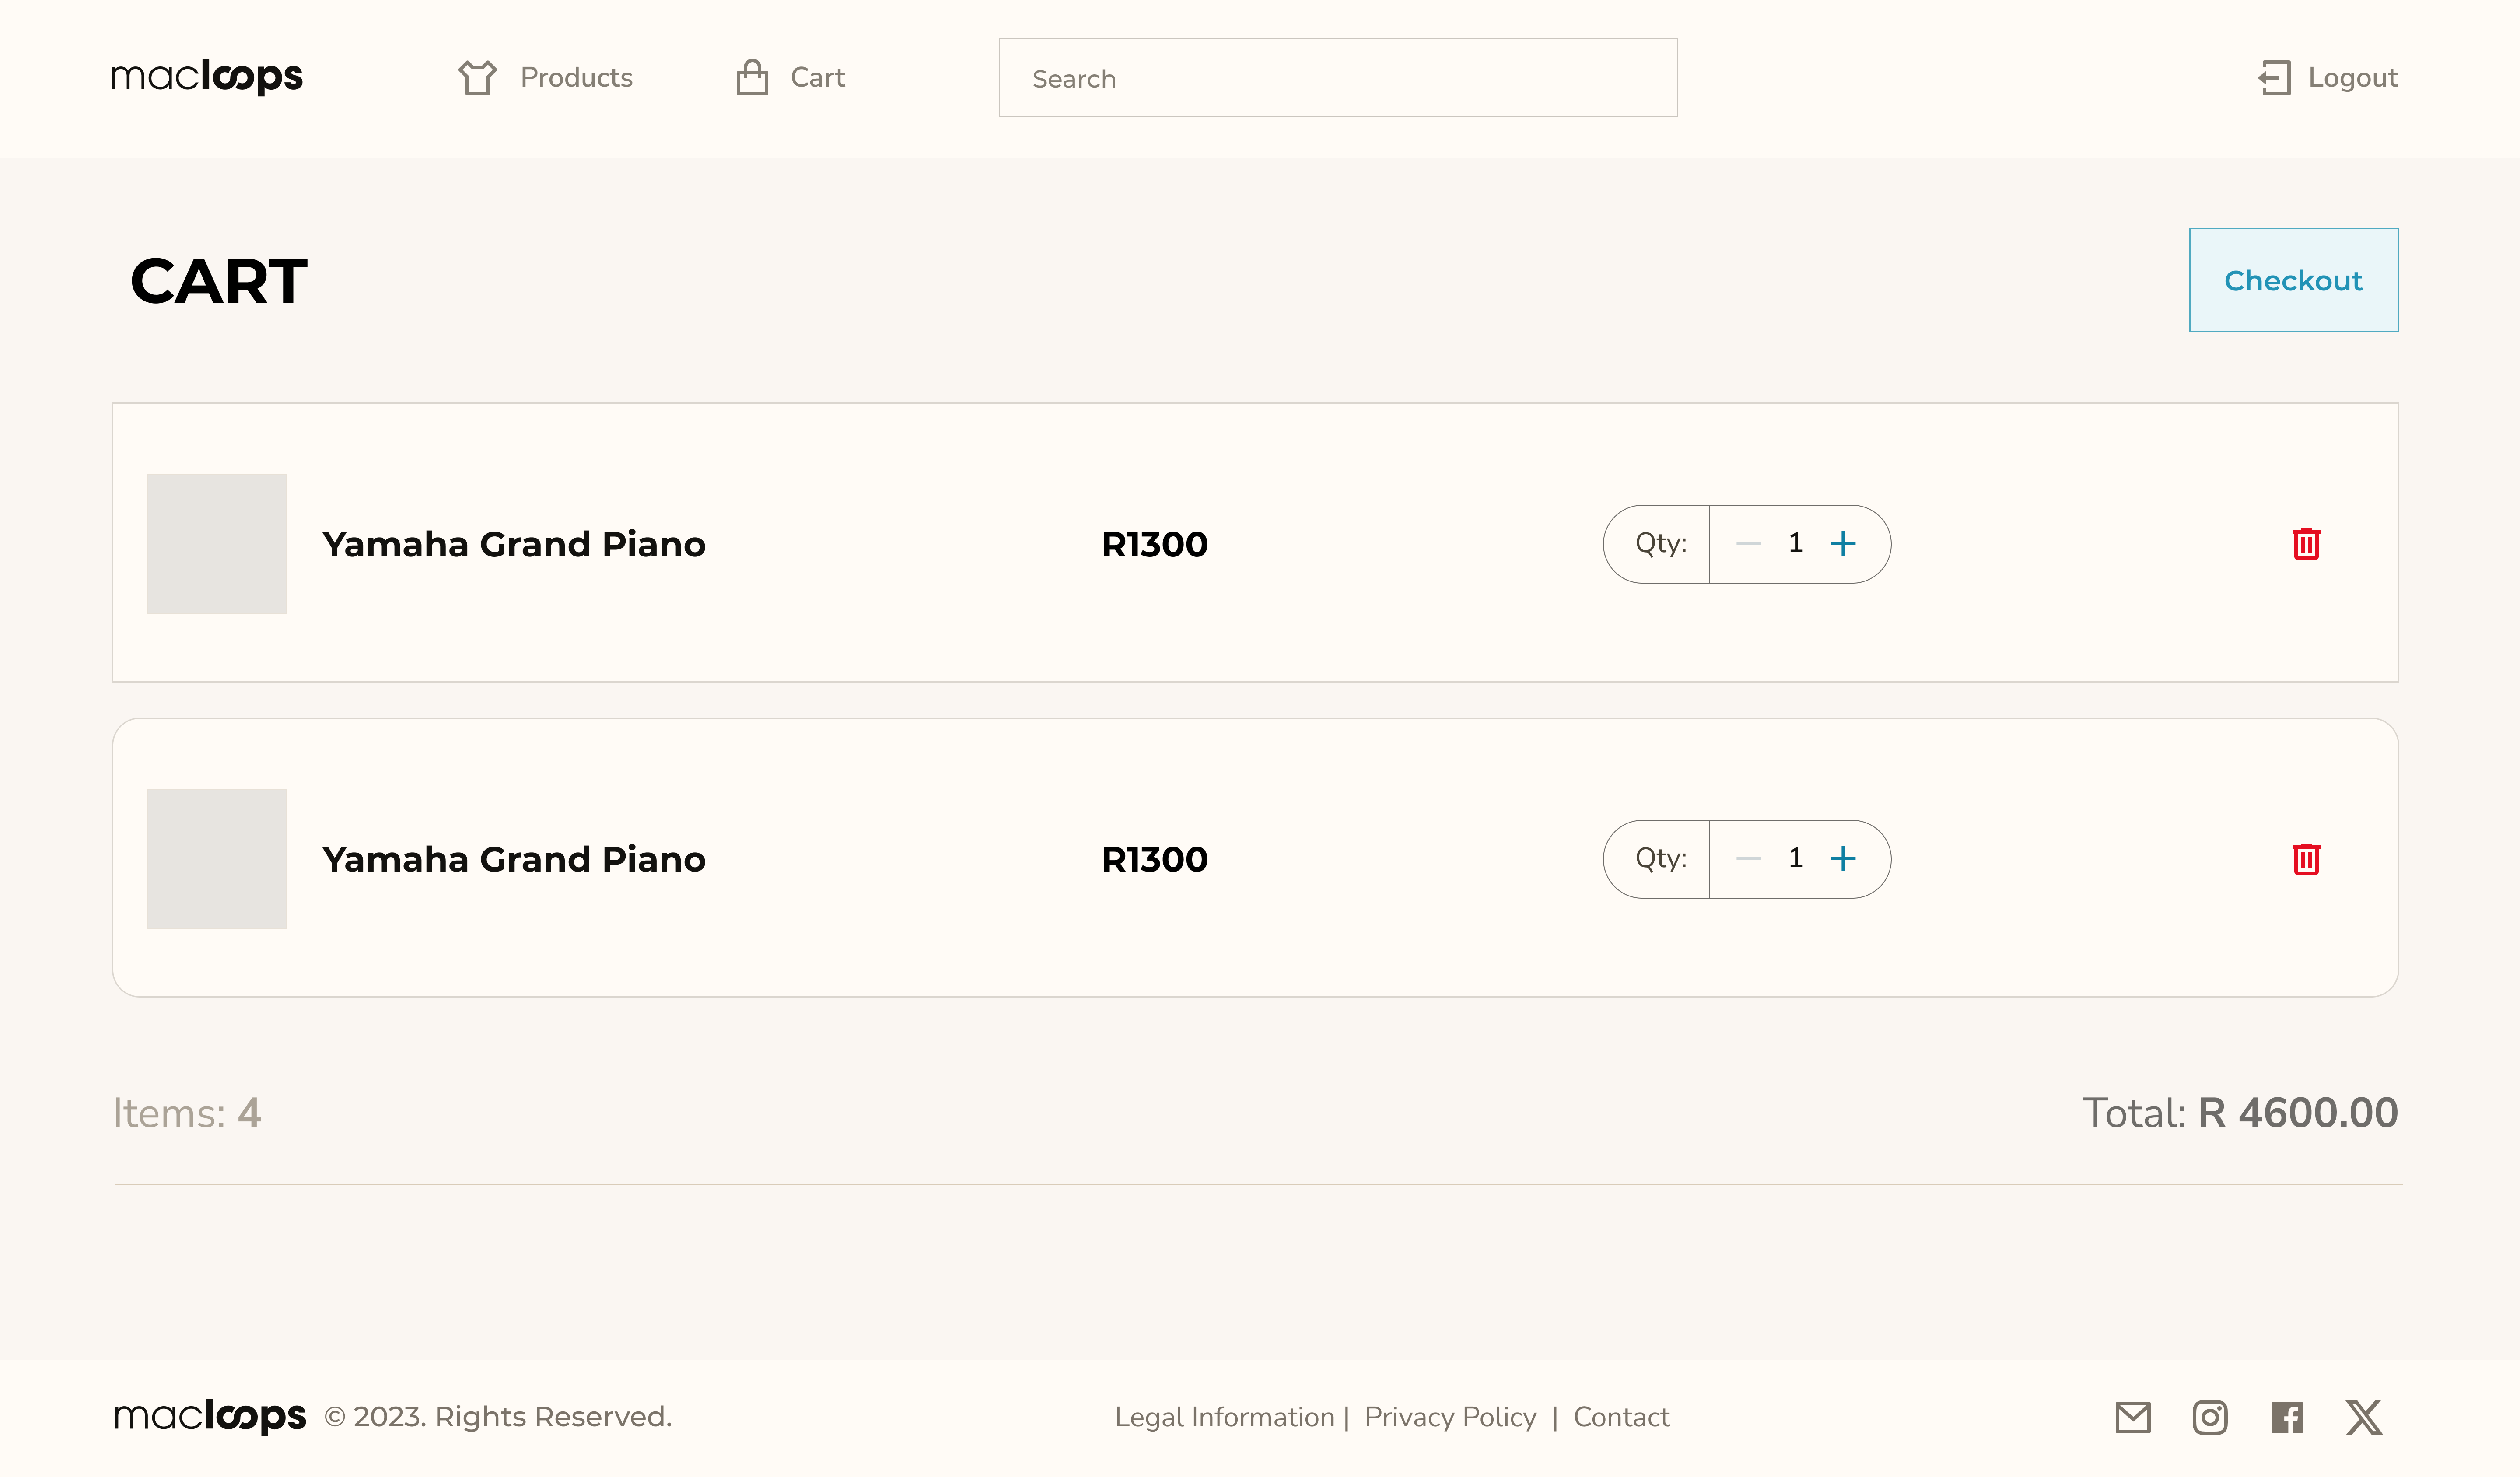 macloops
Products
Cart
Search
Logout
CART
Checkout
Yamaha Grand Piano
R1300
Qty:
1
Yamaha Grand Piano
R1300
Qty:
1
Items: 4
Total: R 4600.00
macloops © 2023. Rights Reserved.
Legal Information | Privacy Policy | Contact